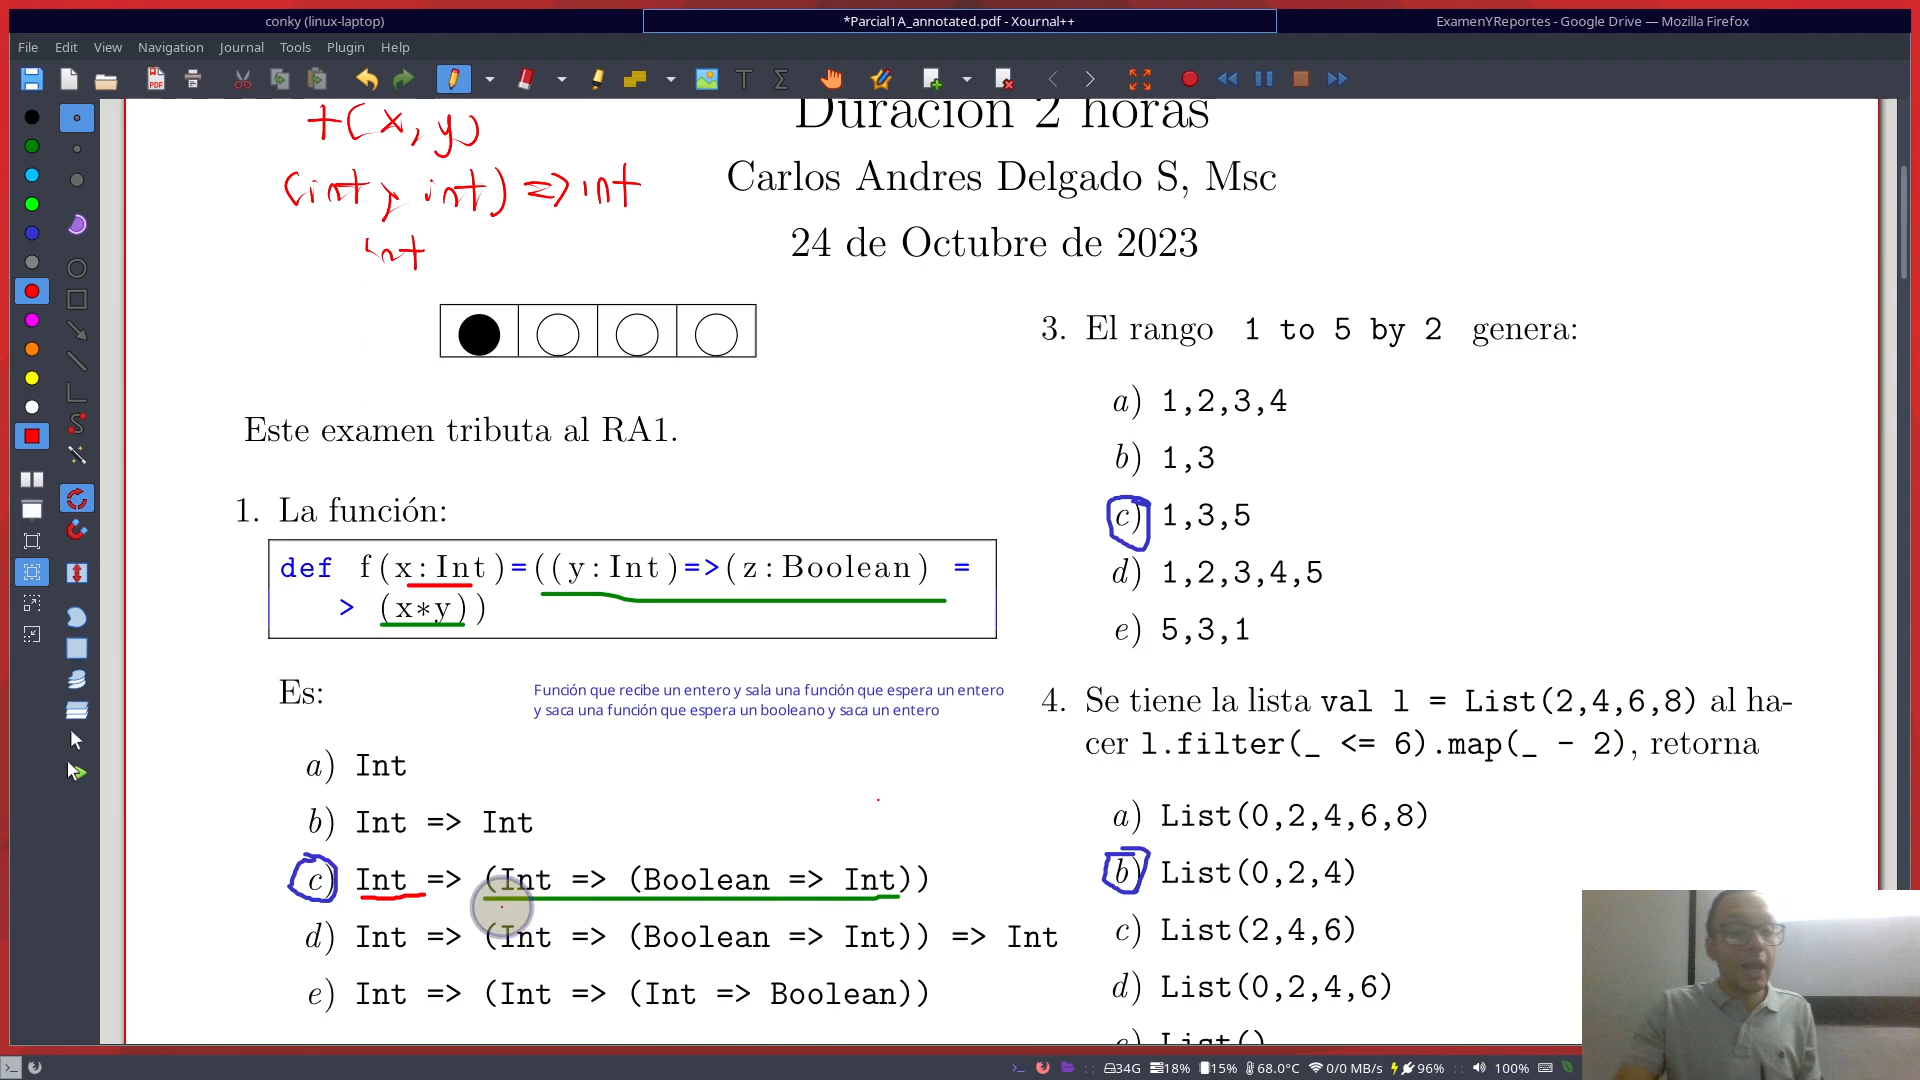 conky (linux-laptop)
*Parcial1A_annotated.pdf - Xournal++
ExamenYReportes - Google Drive — Mozilla Firefox
File Edit View Navigation Journal Tools Plugin Help
+(x, y)
(int, int) => int
int
Duración 2 horas
Carlos Andres Delgado S, Msc
24 de Octubre de 2023
Este examen tributa al RA1.
1. La función:
def f(x:Int)=((y:Int)=>(z:Boolean) =
> (x*y))
Es:
Función que recibe un entero y sala una función que espera un entero
y saca una función que espera un booleano y saca un entero
a) Int
b) Int => Int
c) Int => (Int => (Boolean => Int))
d) Int => (Int => (Boolean => Int)) => Int
e) Int => (Int => (Int => Boolean))
3. El rango 1 to 5 by 2 genera:
a) 1,2,3,4
b) 1,3
c) 1,3,5
d) 1,2,3,4,5
e) 5,3,1
4. Se tiene la lista val l = List(2,4,6,8) al ha-
cer l.filter(_ <= 6).map(_ - 2), retorna
a) List(0,2,4,6,8)
b) List(0,2,4)
c) List(2,4,6)
d) List(0,2,4,6)
e) List()
34G 18% 15% 68.0°C 0/0 MB/s 96% 100%